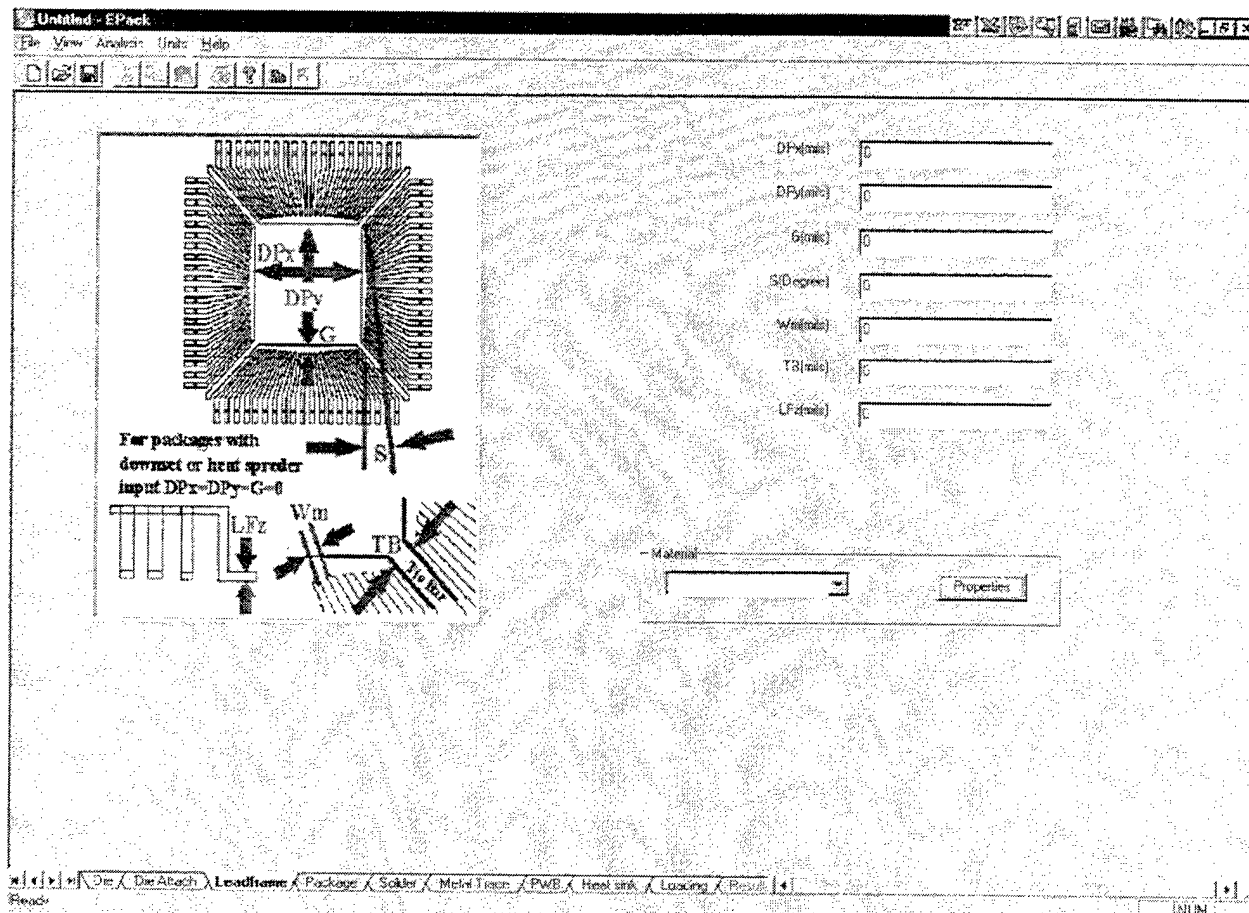 Untitled - EPack
File View Analysis Units Help
DPx
DPy
G
S
For packages with
downset or heat spreder
input DPx=DPy=G=0
LFz
Wm
TB
Tie Bar
DPx(mils)
0
DPy(mils)
0
G(mils)
0
S(Degree)
0
Wm(mils)
0
TB(mils)
0
LFz(mils)
0
Material
Properties
Die
Die Attach
Leadframe
Package
Solder
Metal Trace
PWB
Heat sink
Loading
Result
Ready
NUM